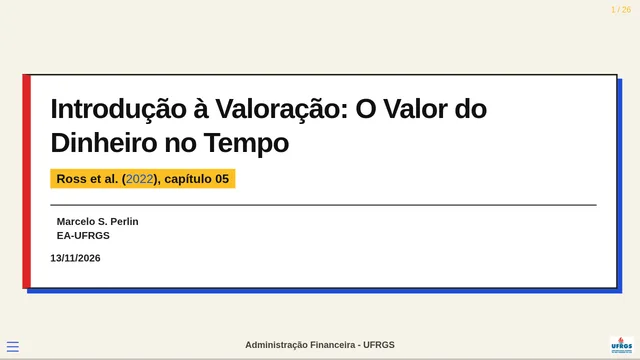 1 / 26
Introdução à Valoração: O Valor do
Dinheiro no Tempo
Ross et al. (2022), capítulo 05
Marcelo S. Perlin
EA-UFRGS
13/11/2026
Administração Financeira - UFRGS
UFRGS